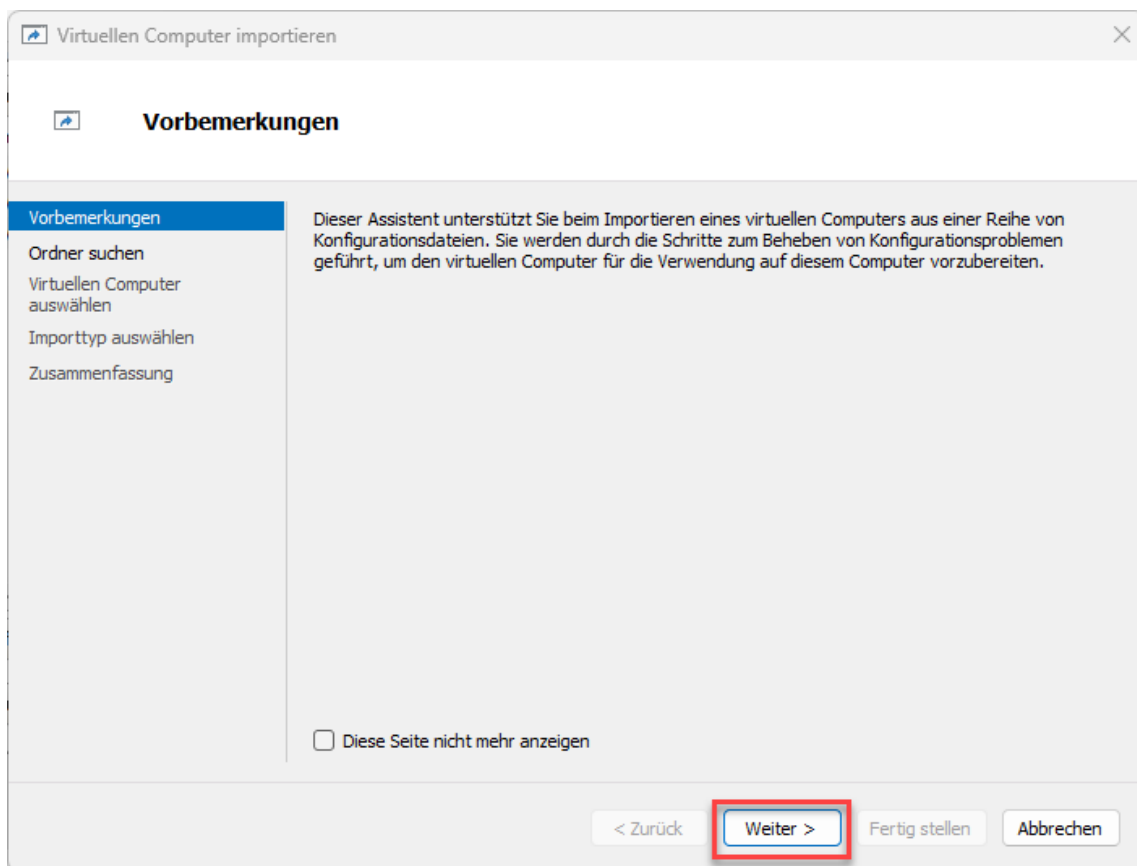 Virtuellen Computer importieren
Vorbemerkungen
Vorbemerkungen
Ordner suchen
Virtuellen Computer
auswählen
Importtyp auswählen
Zusammenfassung
Dieser Assistent unterstützt Sie beim Importieren eines virtuellen Computers aus einer Reihe von
Konfigurationsdateien. Sie werden durch die Schritte zum Beheben von Konfigurationsproblemen
geführt, um den virtuellen Computer für die Verwendung auf diesem Computer vorzubereiten.
Diese Seite nicht mehr anzeigen
< Zurück
Weiter >
Fertig stellen
Abbrechen